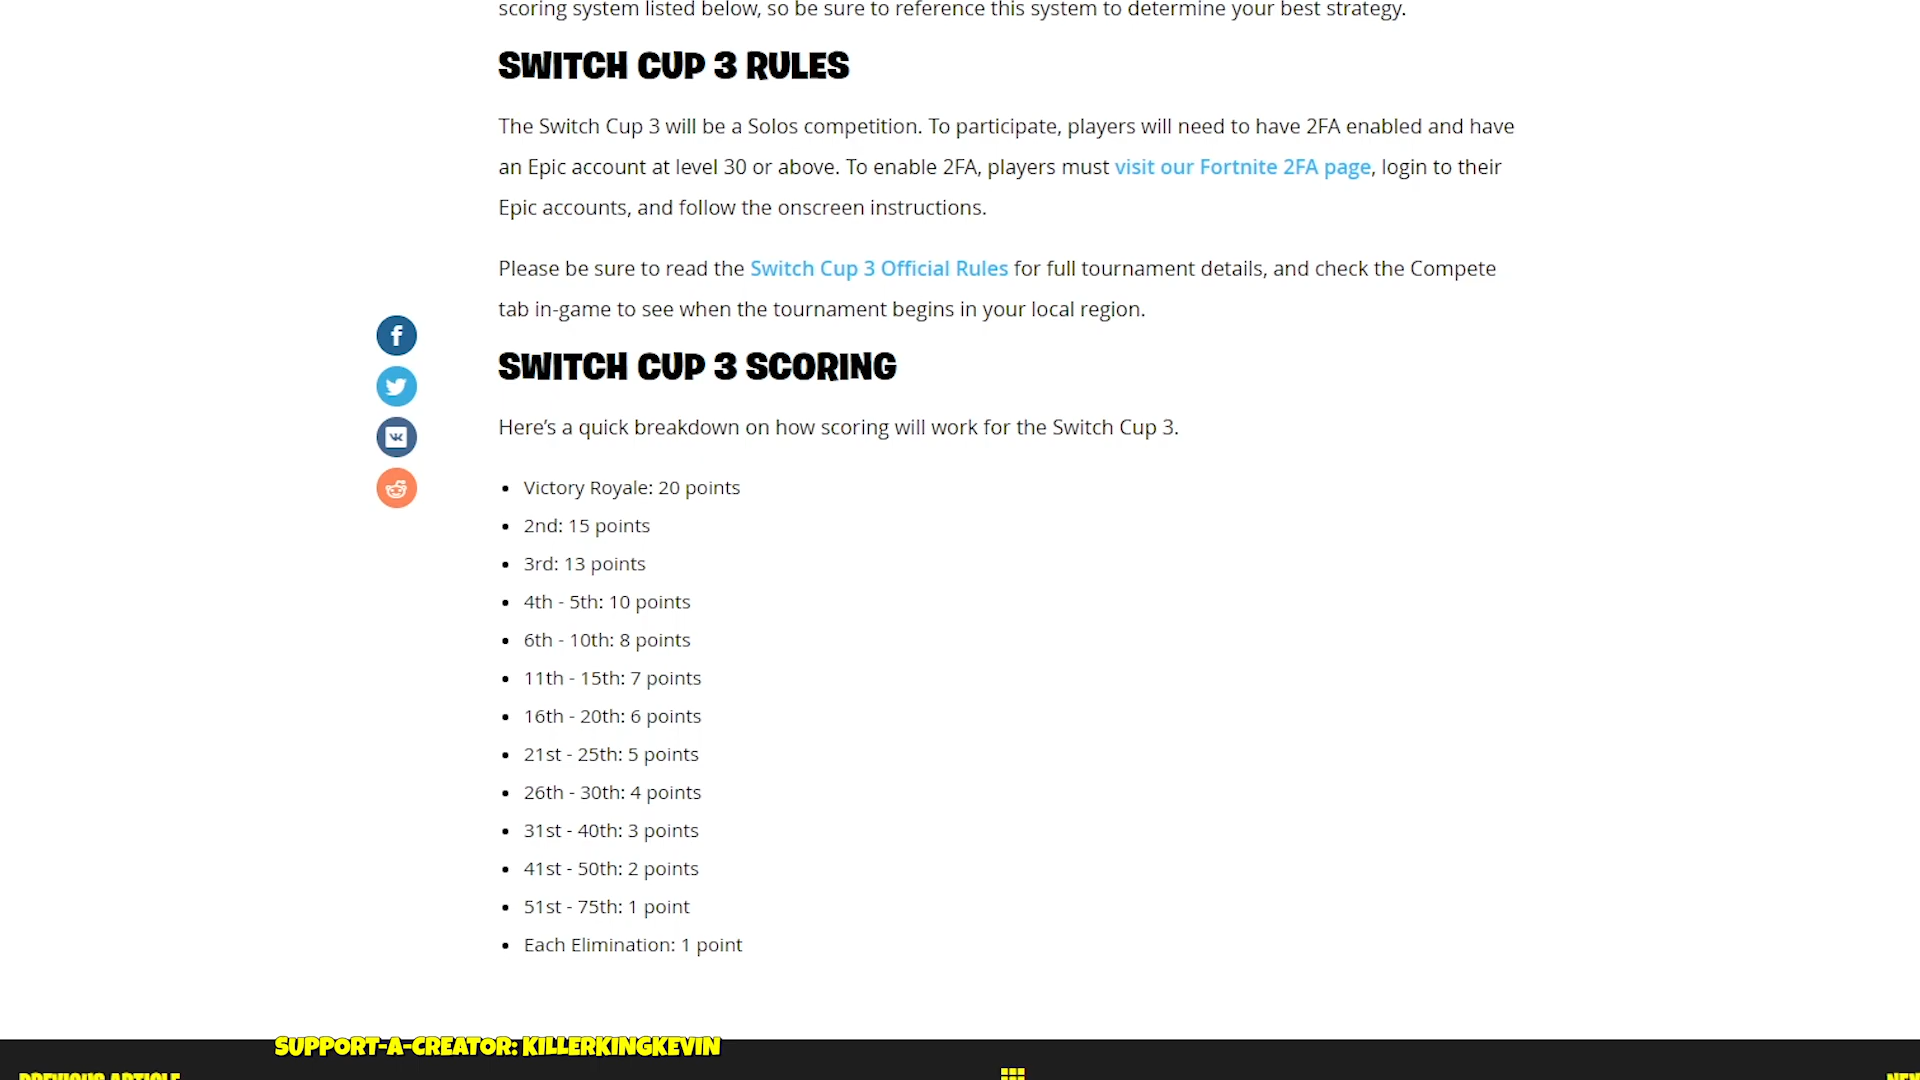 scoring system listed below, so be sure to reference this system to determine your best strategy.
SWITCH CUP 3 RULES
The Switch Cup 3 will be a Solos competition. To participate, players will need to have 2FA enabled and have
an Epic account at level 30 or above. To enable 2FA, players must visit our Fortnite 2FA page, login to their
Epic accounts, and follow the onscreen instructions.
Please be sure to read the Switch Cup 3 Official Rules for full tournament details, and check the Compete
tab in-game to see when the tournament begins in your local region.
SWITCH CUP 3 SCORING
Here's a quick breakdown on how scoring will work for the Switch Cup 3.
• Victory Royale: 20 points
• 2nd: 15 points
• 3rd: 13 points
• 4th - 5th: 10 points
• 6th - 10th: 8 points
• 11th - 15th: 7 points
• 16th - 20th: 6 points
• 21st - 25th: 5 points
• 26th - 30th: 4 points
• 31st - 40th: 3 points
• 41st - 50th: 2 points
• 51st - 75th: 1 point
• Each Elimination: 1 point
SUPPORT-A-CREATOR: KILLERKINGKEVIN
PREVIOUS ARTICLE